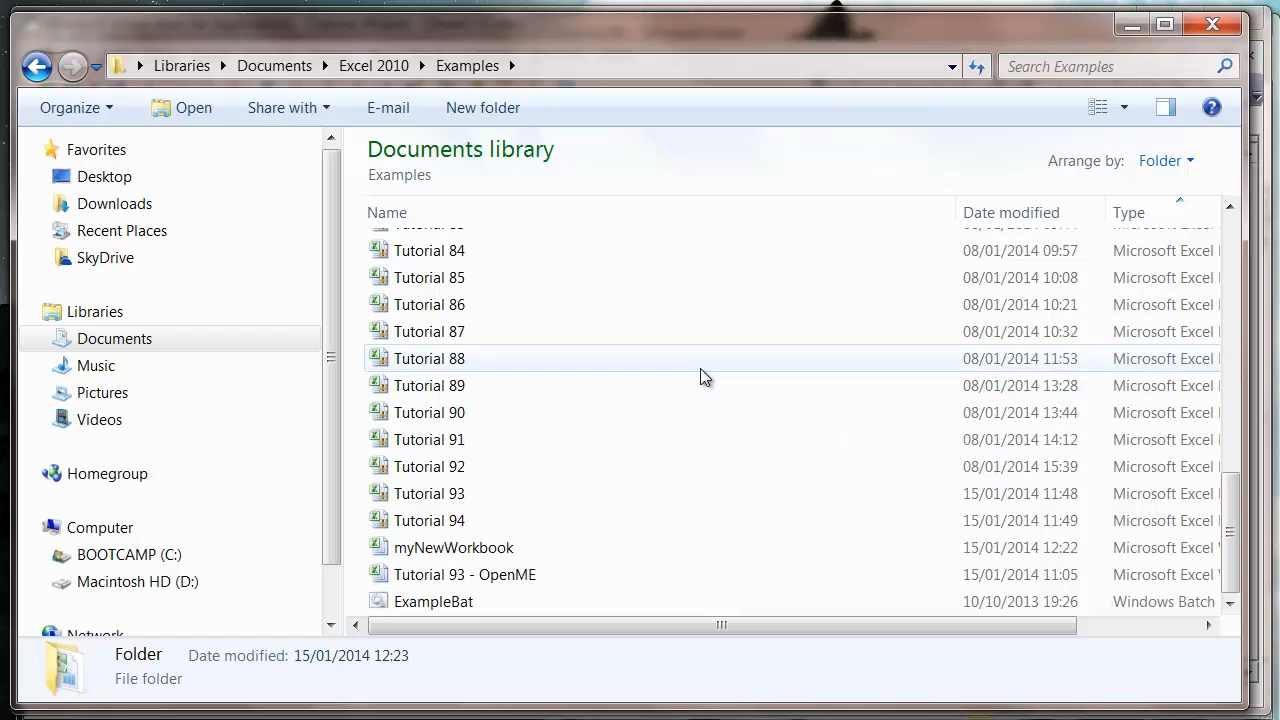 Libraries Documents Excel 2010 Examples
Search Examples
Organize Open Share with E-mail New folder
Documents library
Examples
Arrange by: Folder
Name Date modified Type
Tutorial 84 08/01/2014 09:57 Microsoft Excel
Tutorial 85 08/01/2014 10:08 Microsoft Excel
Tutorial 86 08/01/2014 10:21 Microsoft Excel
Tutorial 87 08/01/2014 10:32 Microsoft Excel
Tutorial 88 08/01/2014 11:53 Microsoft Excel
Tutorial 89 08/01/2014 13:28 Microsoft Excel
Tutorial 90 08/01/2014 13:44 Microsoft Excel
Tutorial 91 08/01/2014 14:12 Microsoft Excel
Tutorial 92 08/01/2014 15:39 Microsoft Excel
Tutorial 93 15/01/2014 11:48 Microsoft Excel
Tutorial 94 15/01/2014 11:49 Microsoft Excel
myNewWorkbook 15/01/2014 12:22 Microsoft Excel
Tutorial 93 - OpenME 15/01/2014 11:05 Microsoft Excel
ExampleBat 10/10/2013 19:26 Windows Batch
Favorites
Desktop
Downloads
Recent Places
SkyDrive
Libraries
Documents
Music
Pictures
Videos
Homegroup
Computer
BOOTCAMP (C:)
Macintosh HD (D:)
Network
Folder Date modified: 15/01/2014 12:23
File folder